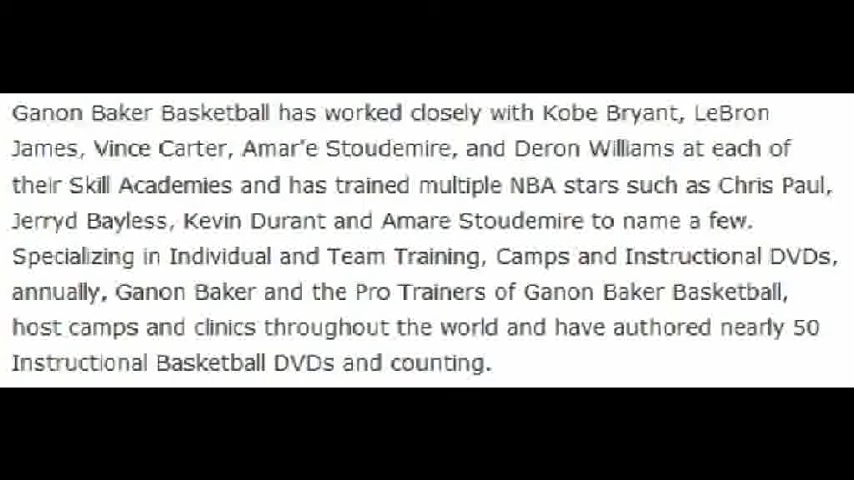 Ganon Baker Basketball has worked closely with Kobe Bryant, LeBron
James, Vince Carter, Amar'e Stoudemire, and Deron Williams at each of
their Skill Academies and has trained multiple NBA stars such as Chris Paul,
Jerryd Bayless, Kevin Durant and Amare Stoudemire to name a few.
Specializing in Individual and Team Training, Camps and Instructional DVDs,
annually, Ganon Baker and the Pro Trainers of Ganon Baker Basketball,
host camps and clinics throughout the world and have authored nearly 50
Instructional Basketball DVDs and counting.